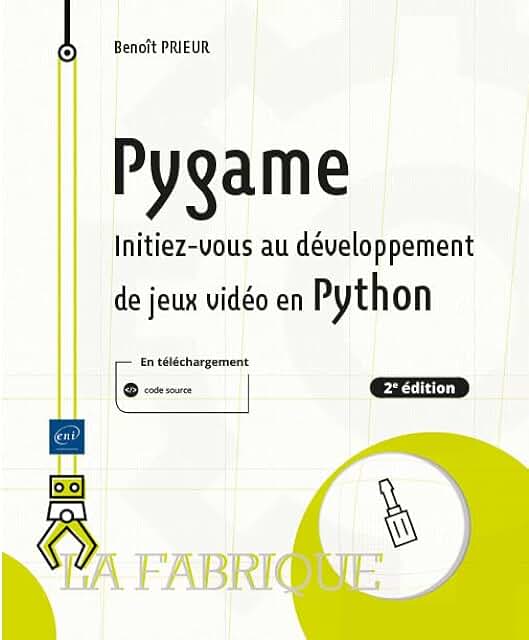 Benoît PRIEUR
Pygame
Initiez-vous au développement
de jeux vidéo en Python
En téléchargement
</> code source
2e édition
eni
LA FABRIQUE